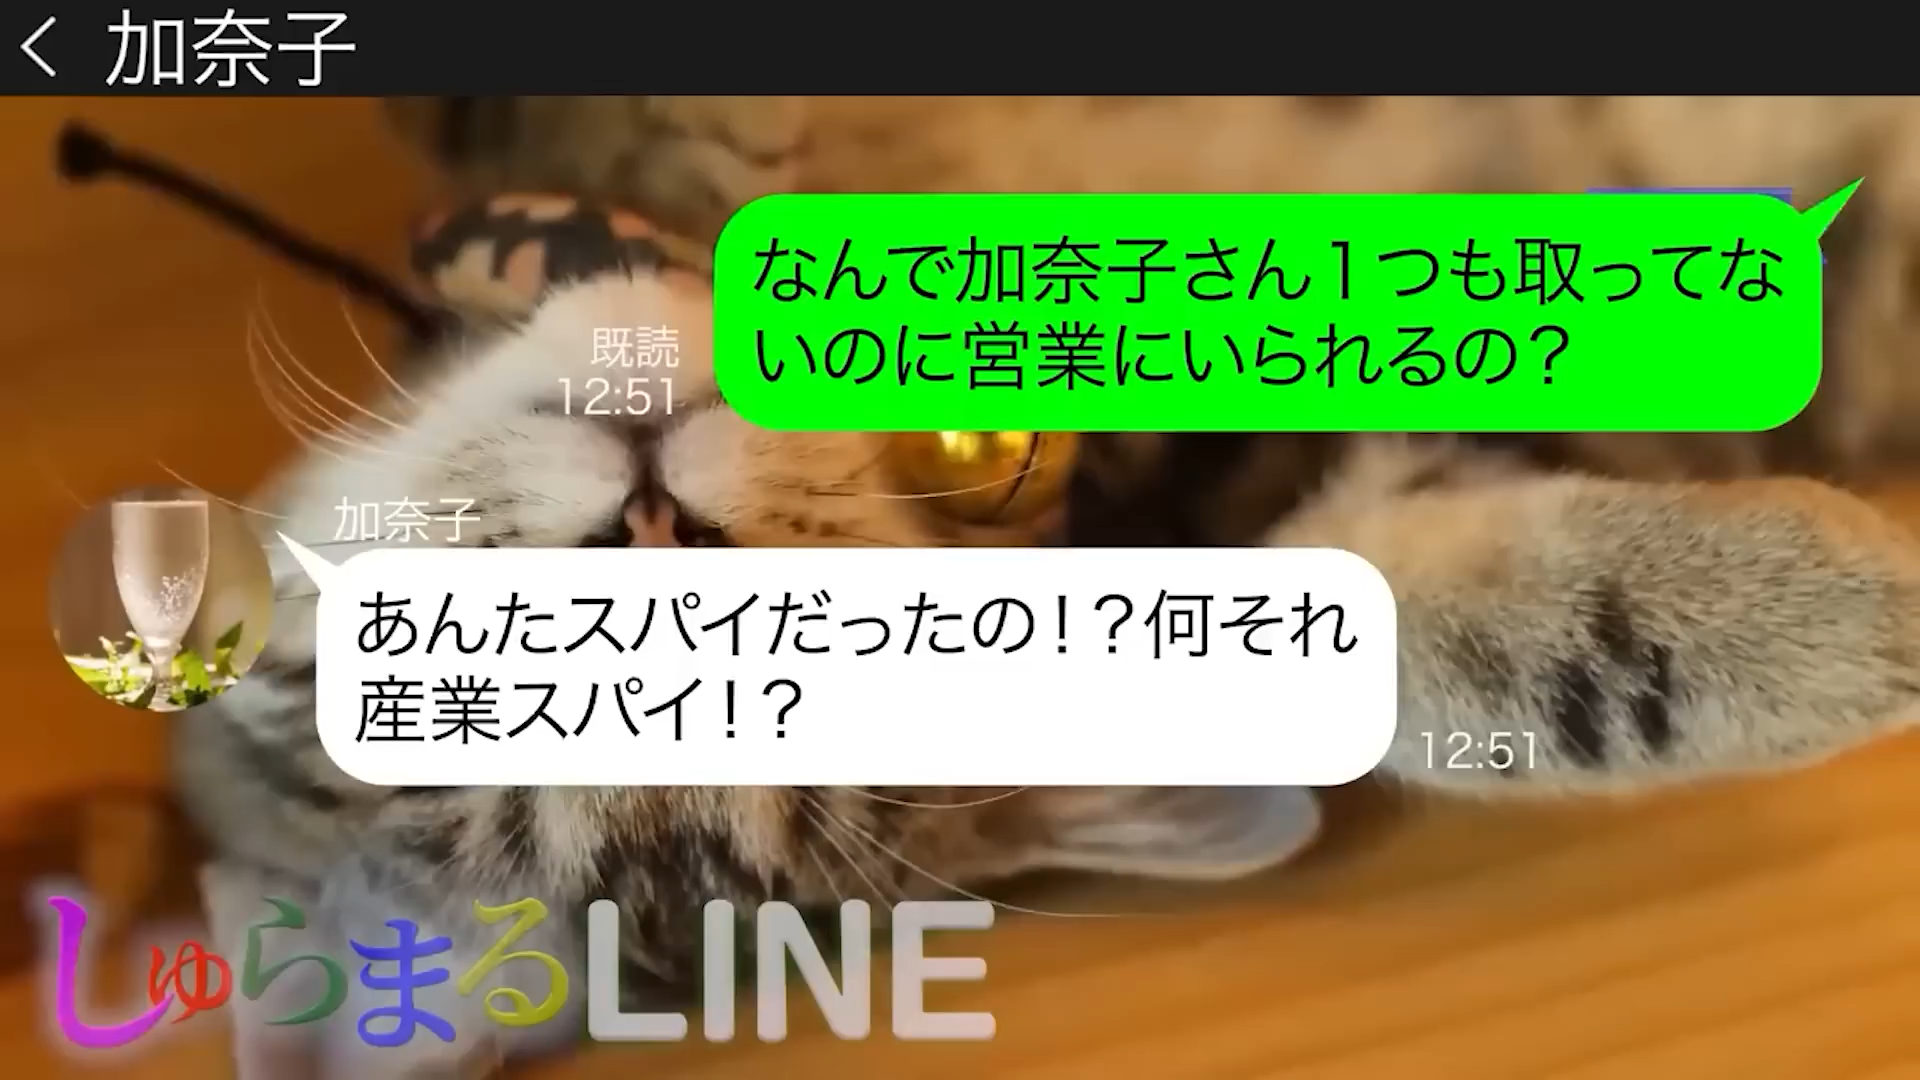 加奈子
なんで加奈子さん１つも取ってな
いのに営業にいられるの？
既読
12:51
加奈子
あんたスパイだったの！？何それ
産業スパイ！？
12:51
しゅらまるLINE